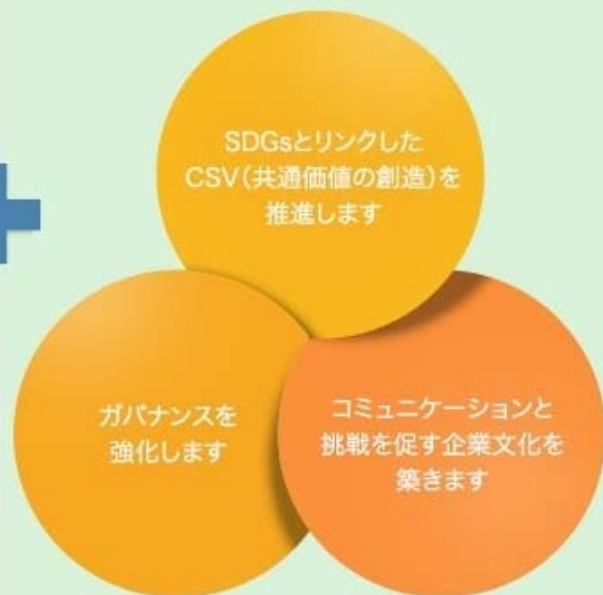 SDGsとリンクした
CSV(共通価値の創造)を
推進します
ガバナンスを
強化します
コミュニケーションと
挑戦を促す企業文化を
築きます